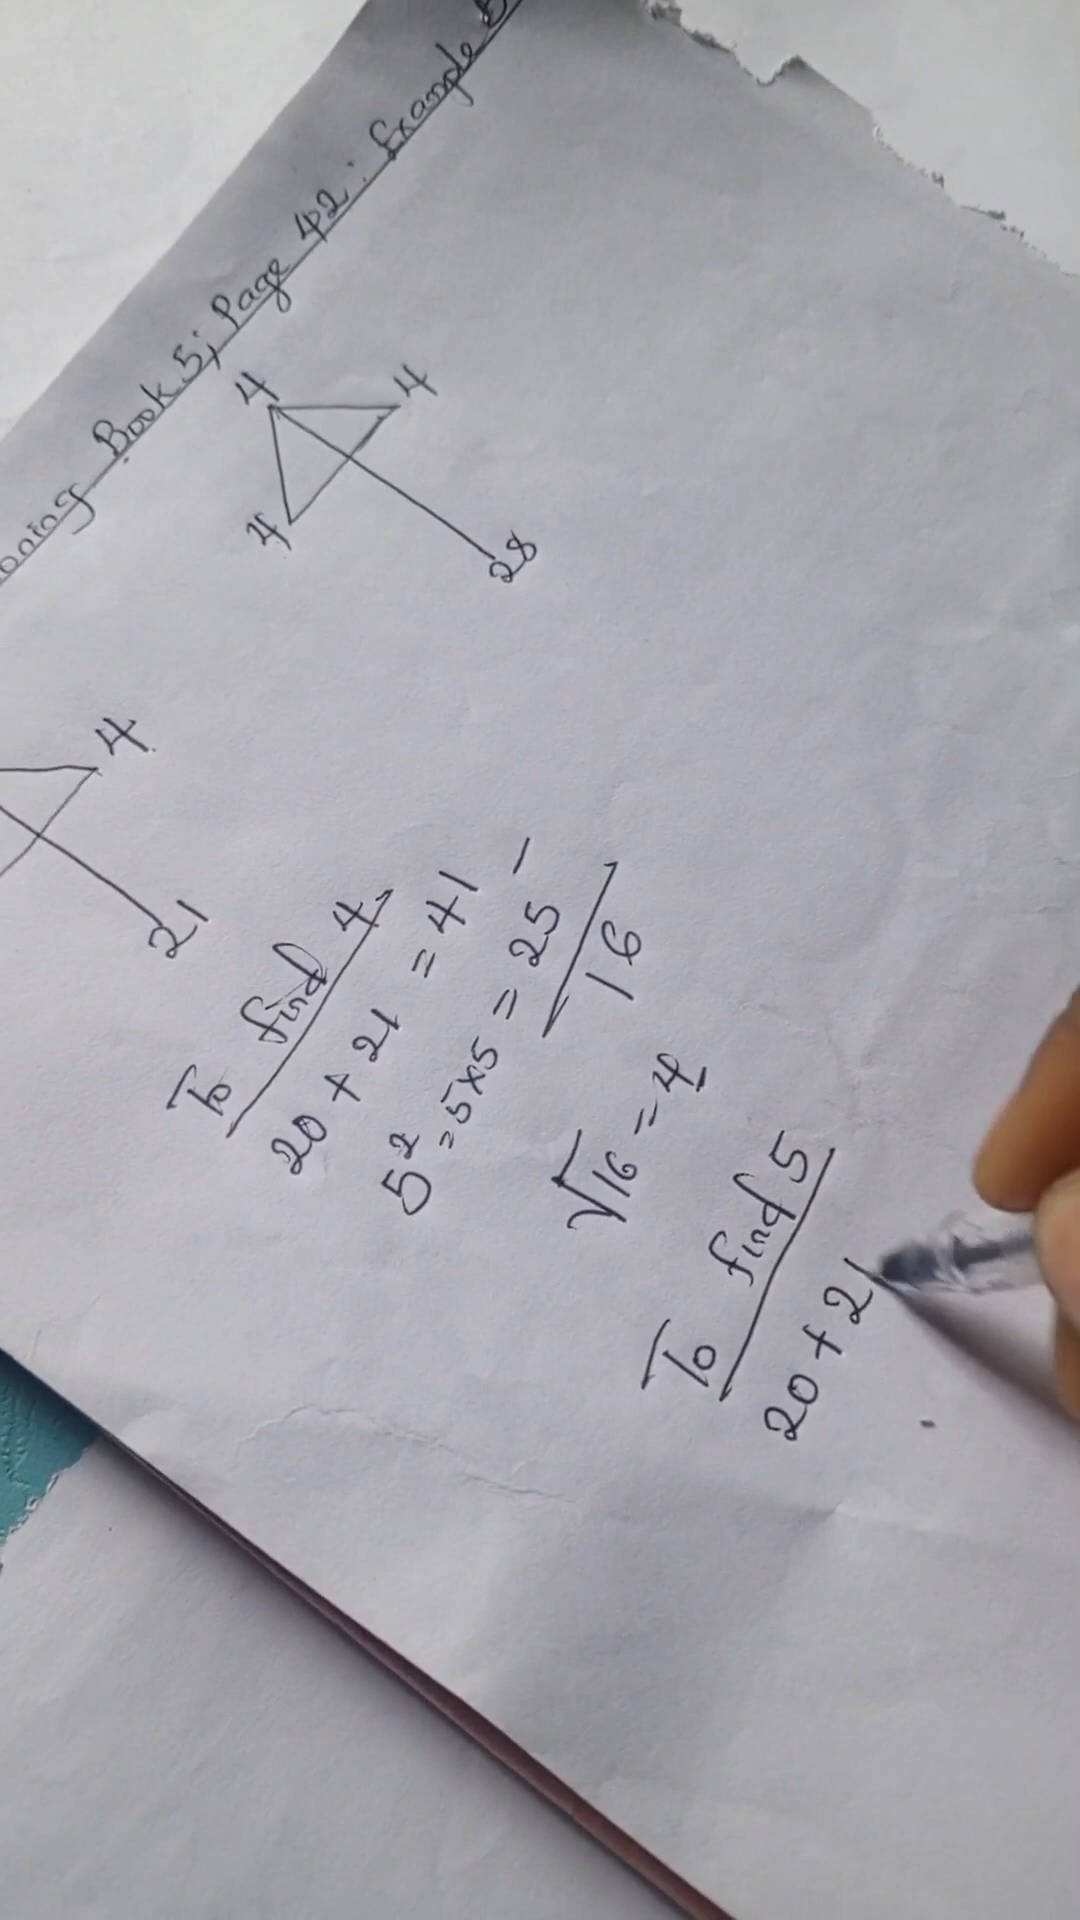 Book 5; Page 42: Example 5
4 4
4
28
4
21
To find 4
20 + 21 = 41 -
5² = 5x5 = 25
16
√16 = 4
To find 5
20 + 21